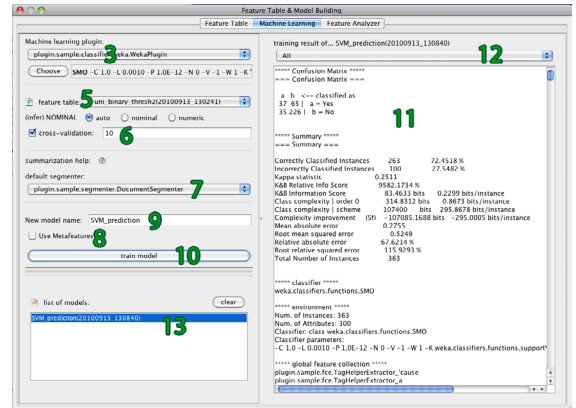 Feature Table & Model Building
Feature Table Machine Learning Feature Analyzer
Machine learning plugin:
3
plugin.sample.classifier.weka.WekaPlugin
Choose SMO -C 1.0 -L 0.0010 -P 1.0E-12 -N 0 -V -1 -W 1 -K "
5
feature table: uni_binary_thresh2(20100913_130241)
(infer) NOMINAL auto nominal numeric
6
cross-validation: 10
summarization help:
default segmenter:
7
plugin.sample.segmenter.DocumentSegmenter
New model name: SVM_prediction
9
Use Metafeatures
8
train model
10
list of models: clear
SVM_prediction(20100913_130840)
13
training result of... SVM_prediction(20100913_130840)
All
12
***** Confusion Matrix *****
=== Confusion Matrix ===
11
a b <-- classified as
37 65 | a = Yes
35 226 | b = No
***** Summary *****
=== Summary ===
Correctly Classified Instances 263 72.4518 %
Incorrectly Classified Instances 100 27.5482 %
Kappa statistic 0.2511
K&B Relative Info Score 9582.1734 %
K&B Information Score 83.4633 bits 0.2299 bits/instance
Class complexity | order 0 314.8312 bits 0.8673 bits/instance
Class complexity | scheme 107400 bits 295.8678 bits/instance
Complexity improvement (Sf) -107085.1688 bits -295.0005 bits/instance
Mean absolute error 0.2755
Root mean squared error 0.5249
Relative absolute error 67.6214 %
Root relative squared error 115.9293 %
Total Number of Instances 363
***** classifier *****
weka.classifiers.functions.SMO
***** environment *****
Num. of Instances: 363
Num. of Attributes: 300
Classifier: class weka.classifiers.functions.SMO
Classifier parameters:
-C 1.0 -L 0.0010 -P 1.0E-12 -N 0 -V -1 -W 1 -K weka.classifiers.functions.support\
***** global feature collection *****
plugin.sample.fce.TagHelperExtractor_'cause
plugin.sample.fce.TagHelperExtractor_a